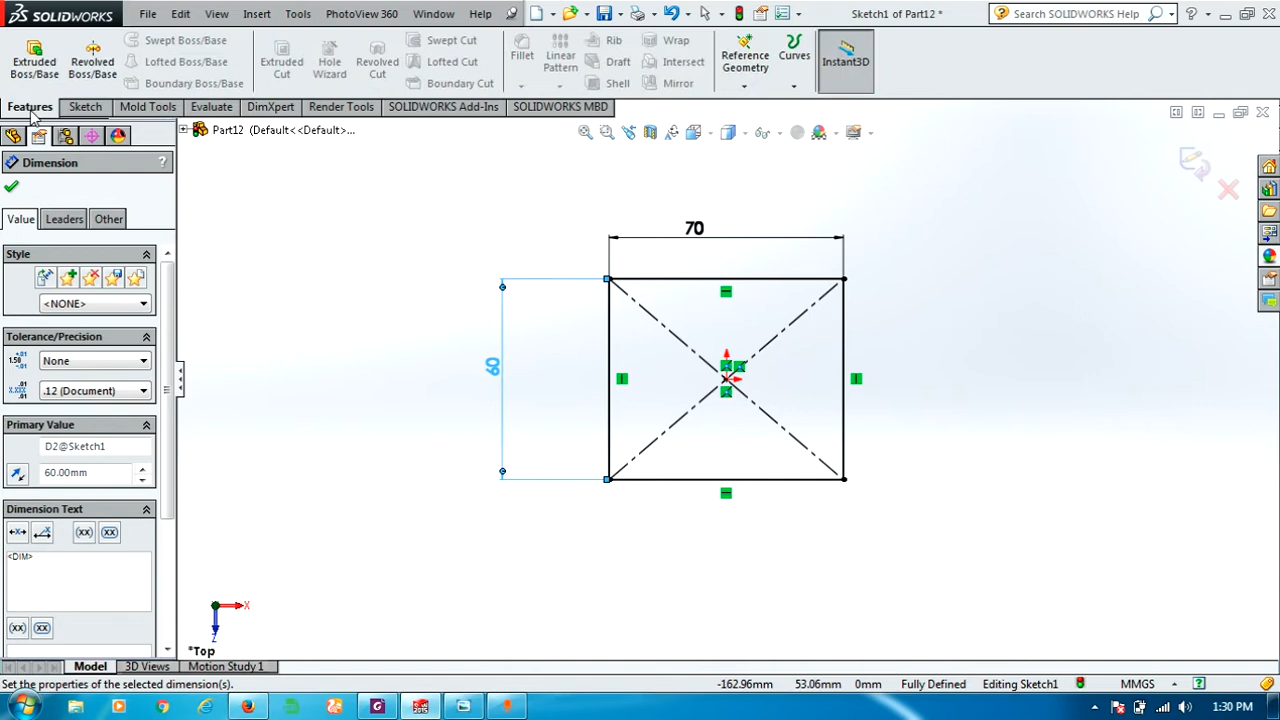 SOLIDWORKS File Edit View Insert Tools PhotoView 360 Window Help Sketch1 of Part12 * Search SOLIDWORKS Help
Extruded Boss/Base
Revolved Boss/Base
Swept Boss/Base
Lofted Boss/Base
Boundary Boss/Base
Extruded Cut
Hole Wizard
Revolved Cut
Swept Cut
Lofted Cut
Boundary Cut
Fillet
Linear Pattern
Rib
Draft
Shell
Wrap
Intersect
Mirror
Reference Geometry
Curves
Instant3D
Features Sketch Mold Tools Evaluate DimXpert Render Tools SOLIDWORKS Add-Ins SOLIDWORKS MBD
Part12 (Default<<Default>...
Dimension ?
Value Leaders Other
Style
<NONE>
Tolerance/Precision
None
.12 (Document)
Primary Value
D2@Sketch1
60.00mm
Dimension Text
<DIM>
70
60
X
Z
*Top
Model 3D Views Motion Study 1
Set the properties of the selected dimension(s). -162.96mm 53.06mm 0mm Fully Defined Editing Sketch1 MMGS
1:30 PM